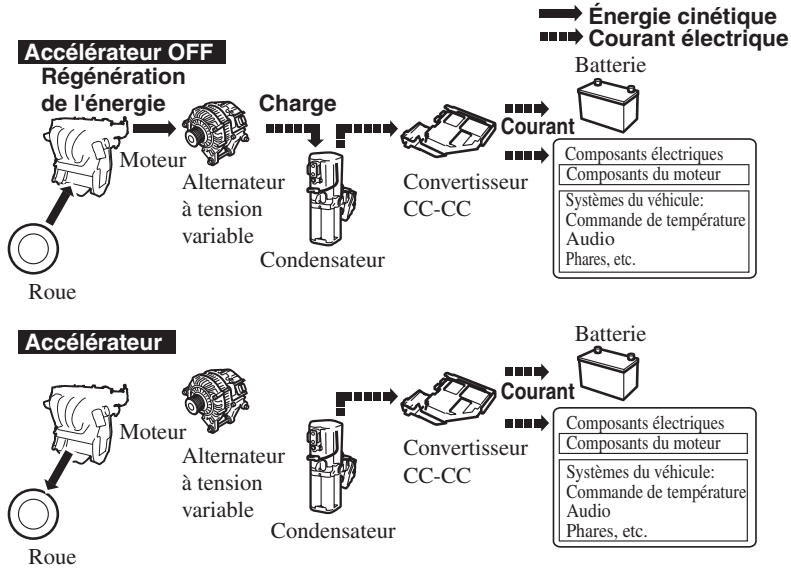 Énergie cinétique
Courant électrique
Accélérateur OFF
Régénération
de l'énergie
Charge
Batterie
Courant
Moteur
Alternateur
à tension
variable
Condensateur
Convertisseur
CC-CC
Composants électriques
Composants du moteur
Systèmes du véhicule:
Commande de température
Audio
Phares, etc.
Roue
Accélérateur
Batterie
Courant
Moteur
Alternateur
à tension
variable
Condensateur
Convertisseur
CC-CC
Composants électriques
Composants du moteur
Systèmes du véhicule:
Commande de température
Audio
Phares, etc.
Roue